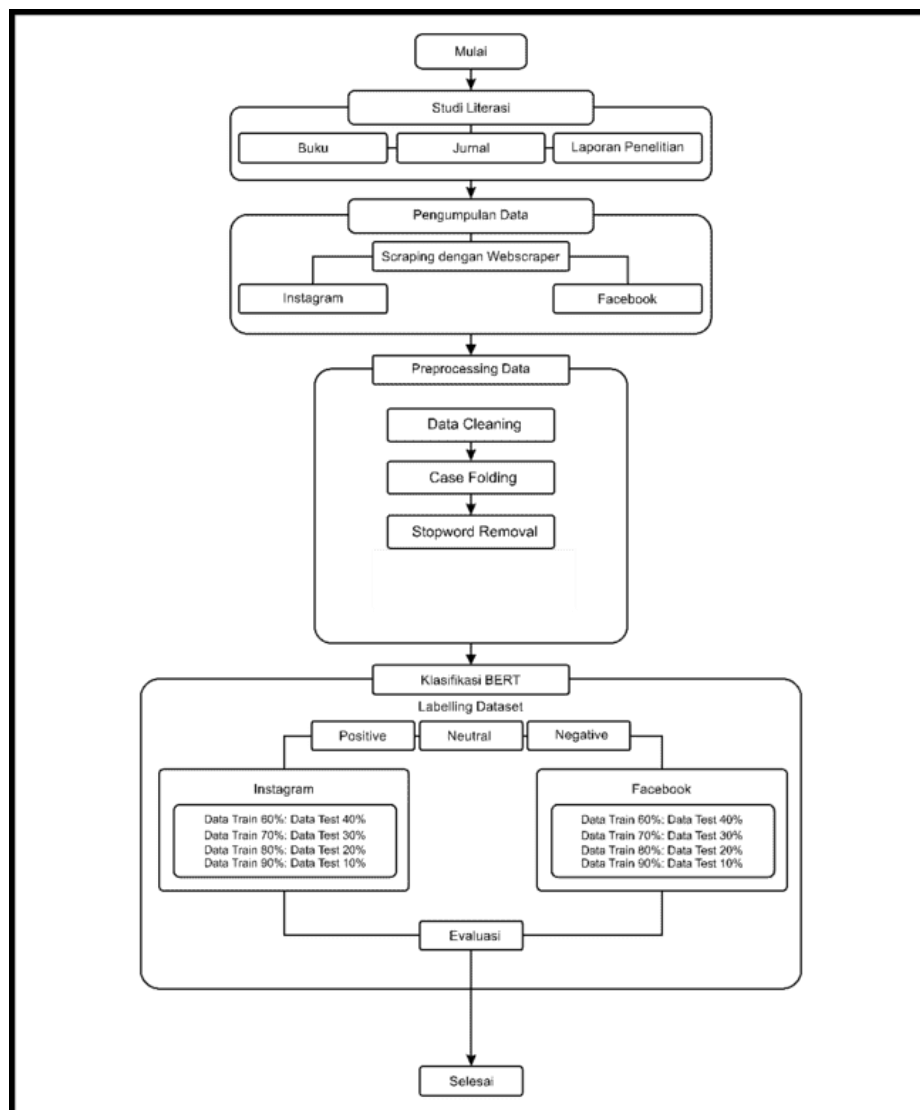 Mulai
Studi Literasi
Buku
Jurnal
Laporan Penelitian
Pengumpulan Data
Scraping dengan Webscraper
Instagram
Facebook
Preprocessing Data
Data Cleaning
Case Folding
Stopword Removal
Klasifikasi BERT
Labelling Dataset
Positive
Neutral
Negative
Instagram
Data Train 60%: Data Test 40%
Data Train 70%: Data Test 30%
Data Train 80%: Data Test 20%
Data Train 90%: Data Test 10%
Facebook
Data Train 60%: Data Test 40%
Data Train 70%: Data Test 30%
Data Train 80%: Data Test 20%
Data Train 90%: Data Test 10%
Evaluasi
Selesai